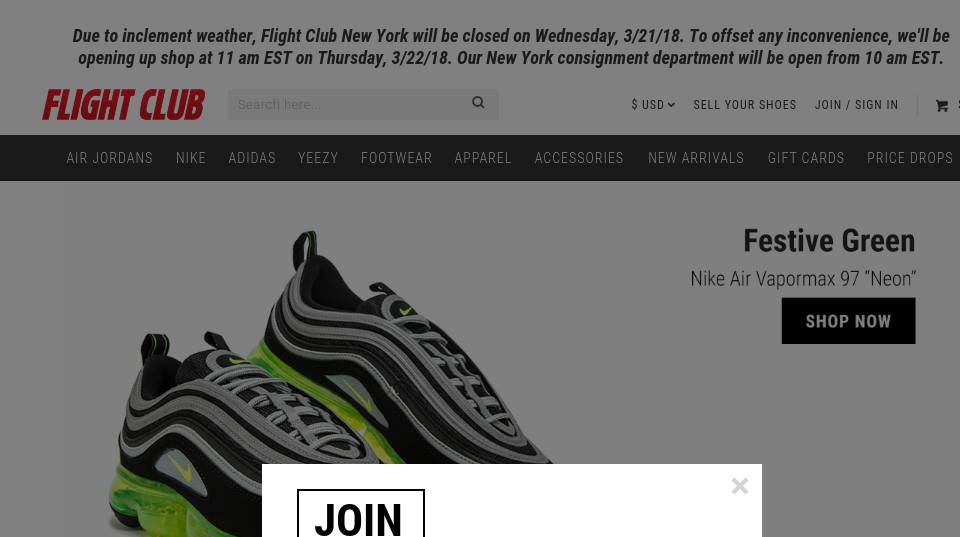 Due to inclement weather, Flight Club New York will be closed on Wednesday, 3/21/18. To offset any inconvenience, we'll be
opening up shop at 11 am EST on Thursday, 3/22/18. Our New York consignment department will be open from 10 am EST.
FLIGHT CLUB
Search here...
$ USD
SELL YOUR SHOES
JOIN / SIGN IN
AIR JORDANS NIKE ADIDAS YEEZY FOOTWEAR APPAREL ACCESSORIES NEW ARRIVALS GIFT CARDS PRICE DROPS
Festive Green
Nike Air Vapormax 97 "Neon"
SHOP NOW
JOIN